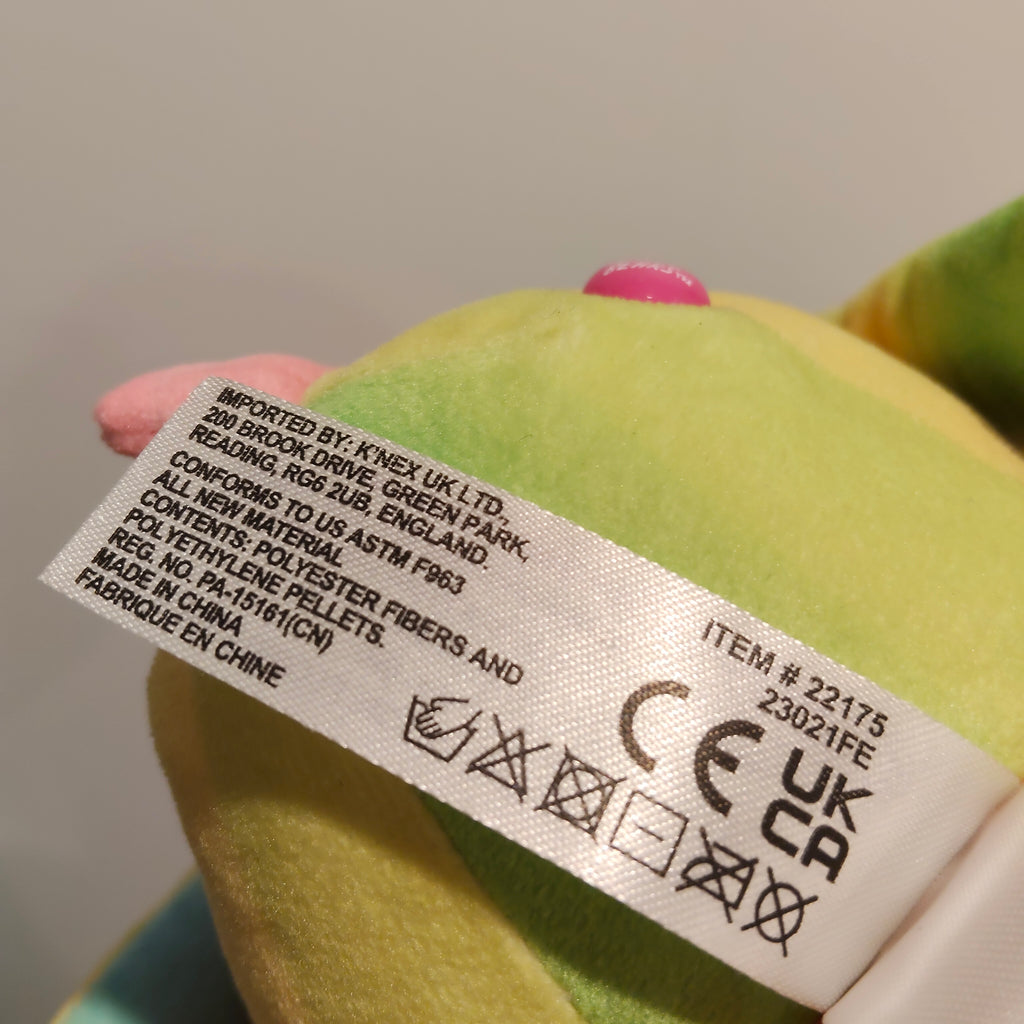 IMPORTED BY: K'NEX UK LTD,
200 BROOK DRIVE, GREEN PARK,
READING, RG6 2UB, ENGLAND.
CONFORMS TO US ASTM F963
ALL NEW MATERIAL
CONTENTS: POLYESTER FIBERS AND
POLYETHYLENE PELLETS.
REG. NO. PA-15161(CN)
MADE IN CHINA
FABRIQUE EN CHINE
ITEM # 22175
23021FE
CE
UK
CA